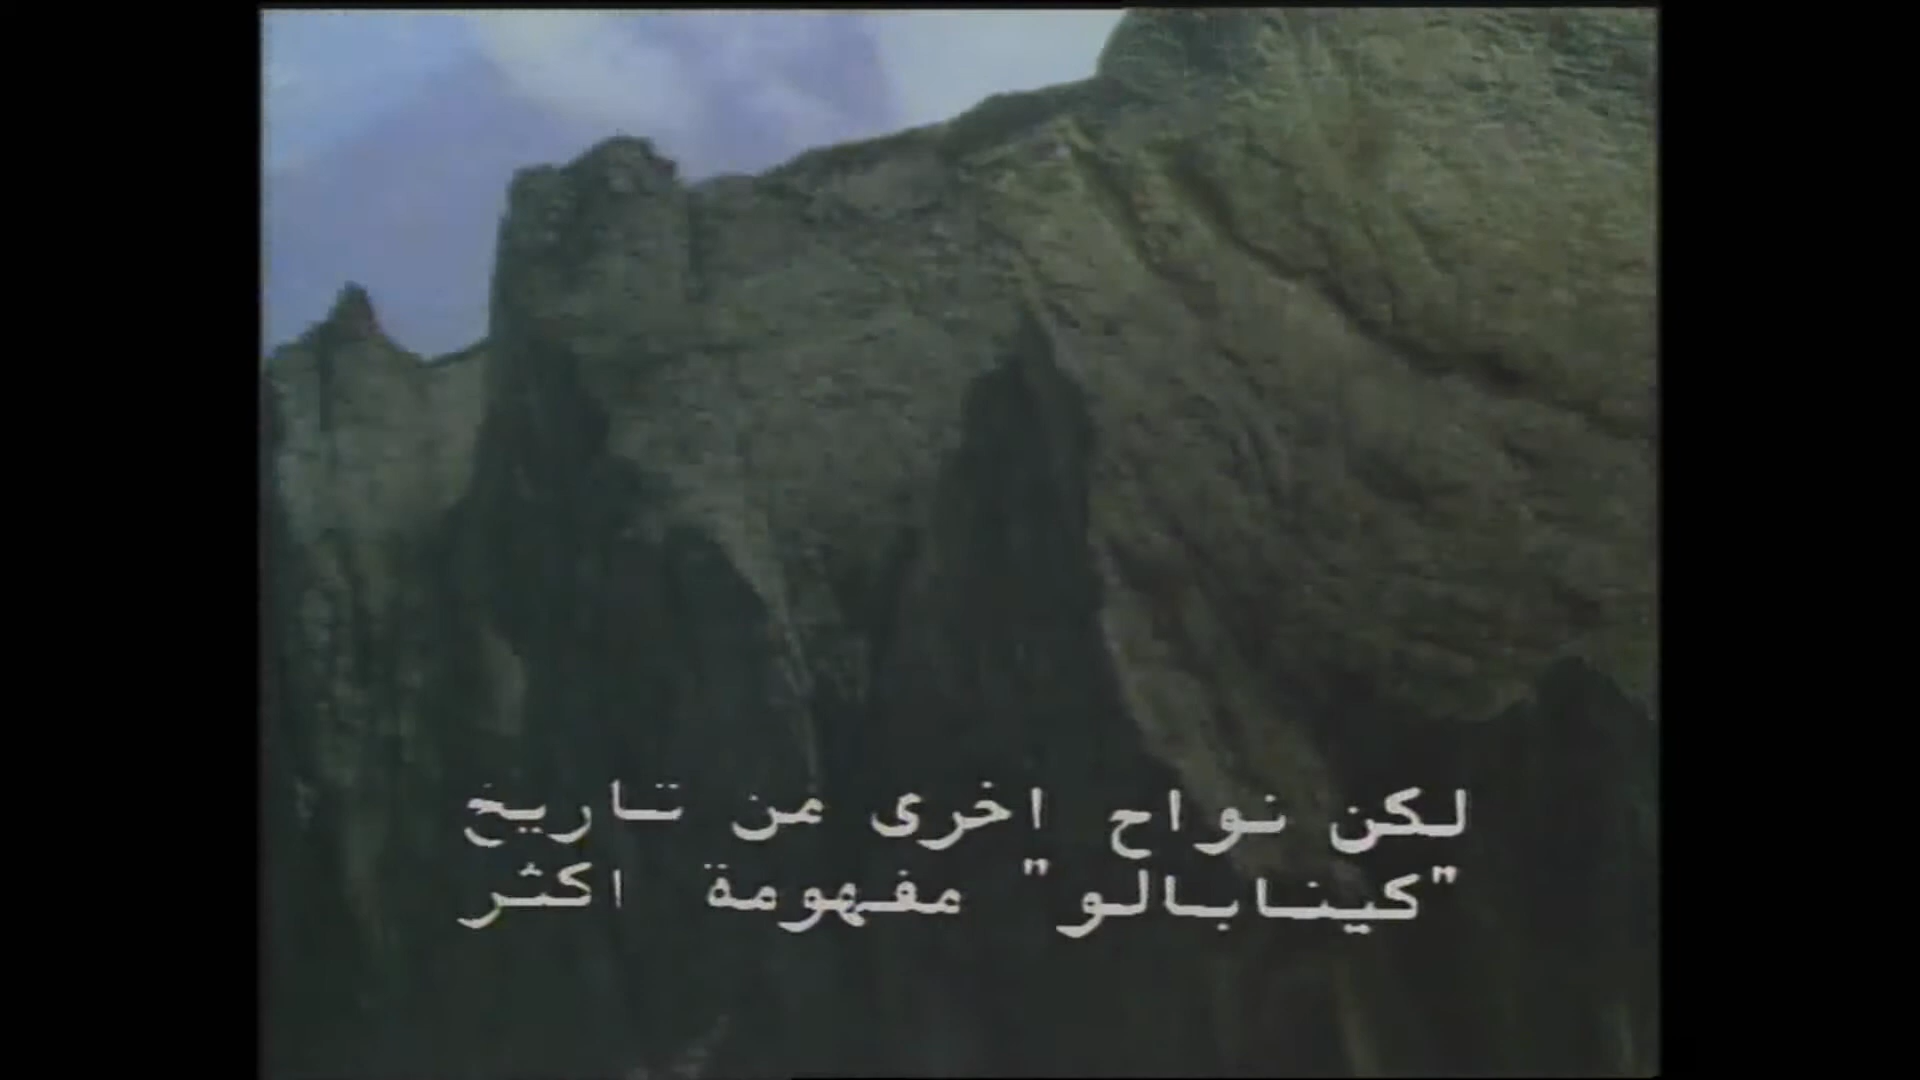 لكن نواح اخرى من تاريخ
"كينابالو" مفهومة اكثر